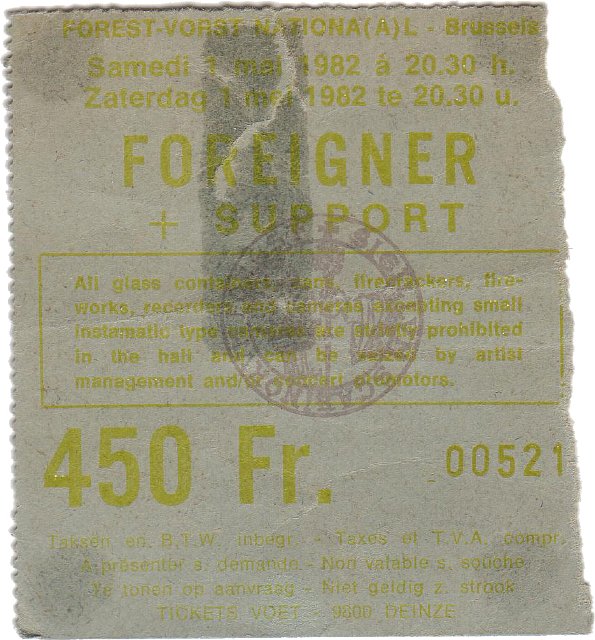 FOREST-VORST NATIONA(A)L - Brussels
Samedi 1 mai 1982 à 20.30 h.
Zaterdag 1 mei 1982 te 20.30 u.
FOREIGNER
+ SUPPORT
All glass containers, cans, firecrackers, fire-
works, recorders and cameras excepting small
instamatic type cameras are strictly prohibited
in the hall and can be seized by artist
management and/or concert promotors.
450 Fr.
00521
Taksen en B.T.W. inbegr. - Taxes et T.V.A. compr.
A présenter s. demande - Non valable s. souche
Te tonen op aanvraag - Niet geldig z. strook
TICKETS VOET - 9800 DEINZE